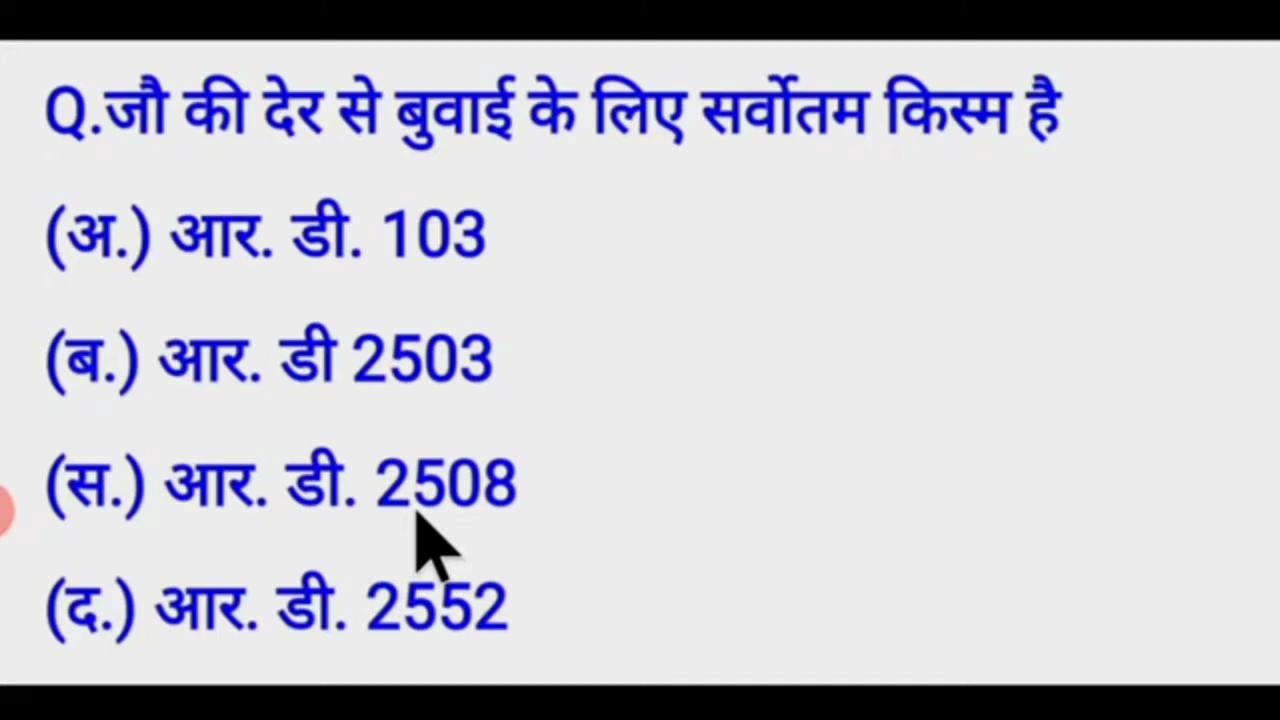 Q.जौ की देर से बुवाई के लिए सर्वोतम किस्म है
(अ.) आर. डी. 103
(ब.) आर. डी 2503
(स.) आर. डी. 2508
(द.) आर. डी. 2552